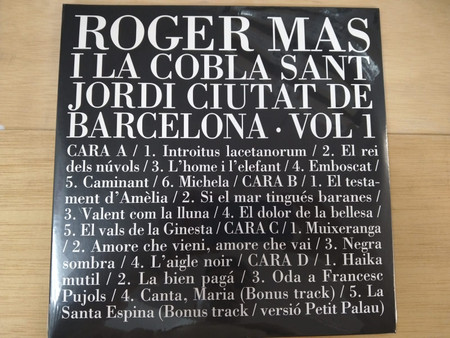 ROGER MAS
I LA COBLA SANT
JORDI CIUTAT DE
BARCELONA · VOL 1
CARA A / 1. Introitus lacetanorum / 2. El rei
dels núvols / 3. L'home i l'elefant / 4. Emboscat /
5. Caminant / 6. Michela / CARA B / 1. El testa-
ment d'Amèlia / 2. Si el mar tingués baranes /
3. Valent com la lluna / 4. El dolor de la bellesa /
5. El vals de la Ginesta / CARA C / 1. Muixeranga
/ 2. Amore che vieni, amore che vai / 3. Negra
sombra / 4. L'aigle noir / CARA D / 1. Haika
mutil / 2. La bien pagá / 3. Oda a Francesc
Pujols / 4. Canta, Maria (Bonus track) / 5. La
Santa Espina (Bonus track / versió Petit Palau)